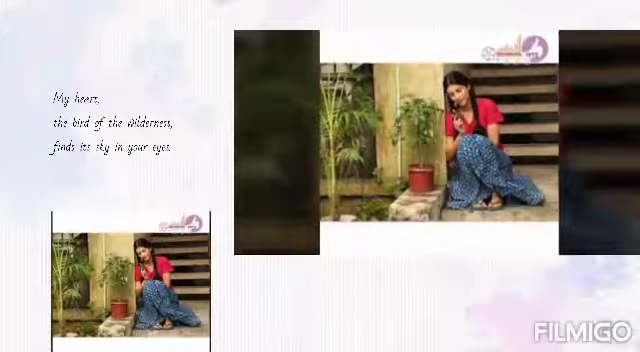 My heart,
the bird of the wilderness,
finds its sky in your eyes.
FILMIGO